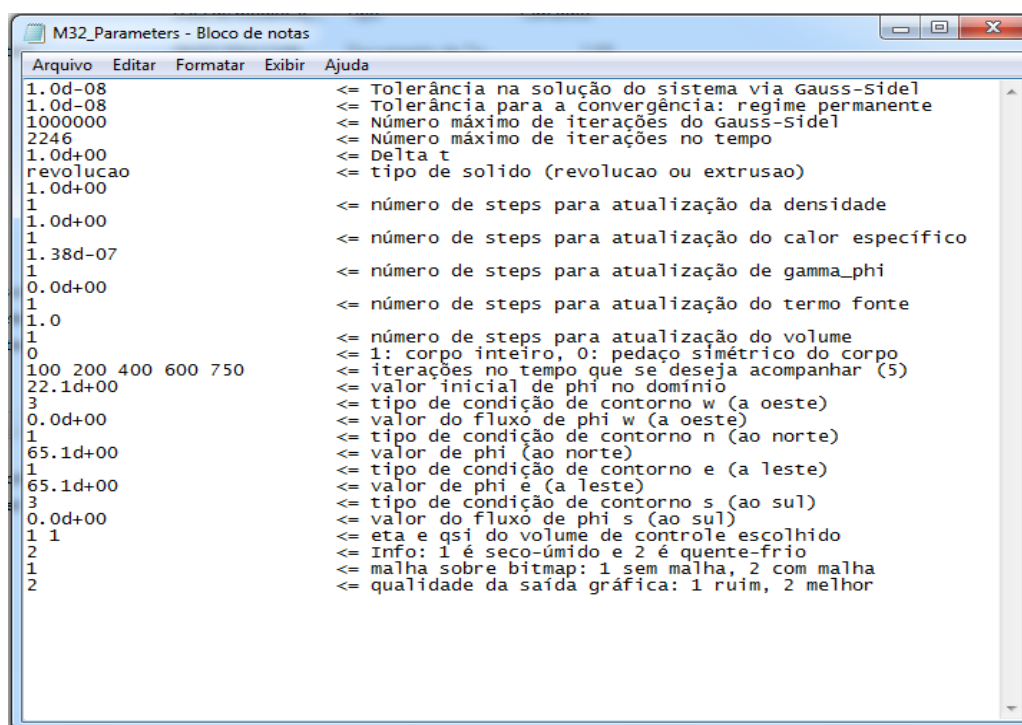 M32_Parameters - Bloco de notas
Arquivo Editar Formatar Exibir Ajuda
1.0d-08 <= Tolerância na solução do sistema via Gauss-Sidel
1.0d-08 <= Tolerância para a convergência: regime permanente
1000000 <= Número máximo de iterações do Gauss-Sidel
2246 <= Número máximo de iterações no tempo
1.0d+00 <= Delta t
revolucao <= tipo de solido (revolucao ou extrusao)
1.0d+00
1 <= número de steps para atualização da densidade
1.0d+00
1 <= número de steps para atualização do calor específico
1.38d-07
1 <= número de steps para atualização de gamma_phi
0.0d+00
1 <= número de steps para atualização do termo fonte
1.0
1 <= número de steps para atualização do volume
0 <= 1: corpo inteiro, 0: pedaço simétrico do corpo
100 200 400 600 750 <= iterações no tempo que se deseja acompanhar (5)
22.1d+00 <= valor inicial de phi no domínio
3 <= tipo de condição de contorno w (a oeste)
0.0d+00 <= valor do fluxo de phi w (a oeste)
1 <= tipo de condição de contorno n (ao norte)
65.1d+00 <= valor de phi (ao norte)
1 <= tipo de condição de contorno e (a leste)
65.1d+00 <= valor de phi e (a leste)
3 <= tipo de condição de contorno s (ao sul)
0.0d+00 <= valor do fluxo de phi s (ao sul)
1 1 <= eta e qsi do volume de controle escolhido
2 <= Info: 1 é seco-úmido e 2 é quente-frio
1 <= malha sobre bitmap: 1 sem malha, 2 com malha
2 <= qualidade da saída gráfica: 1 ruim, 2 melhor